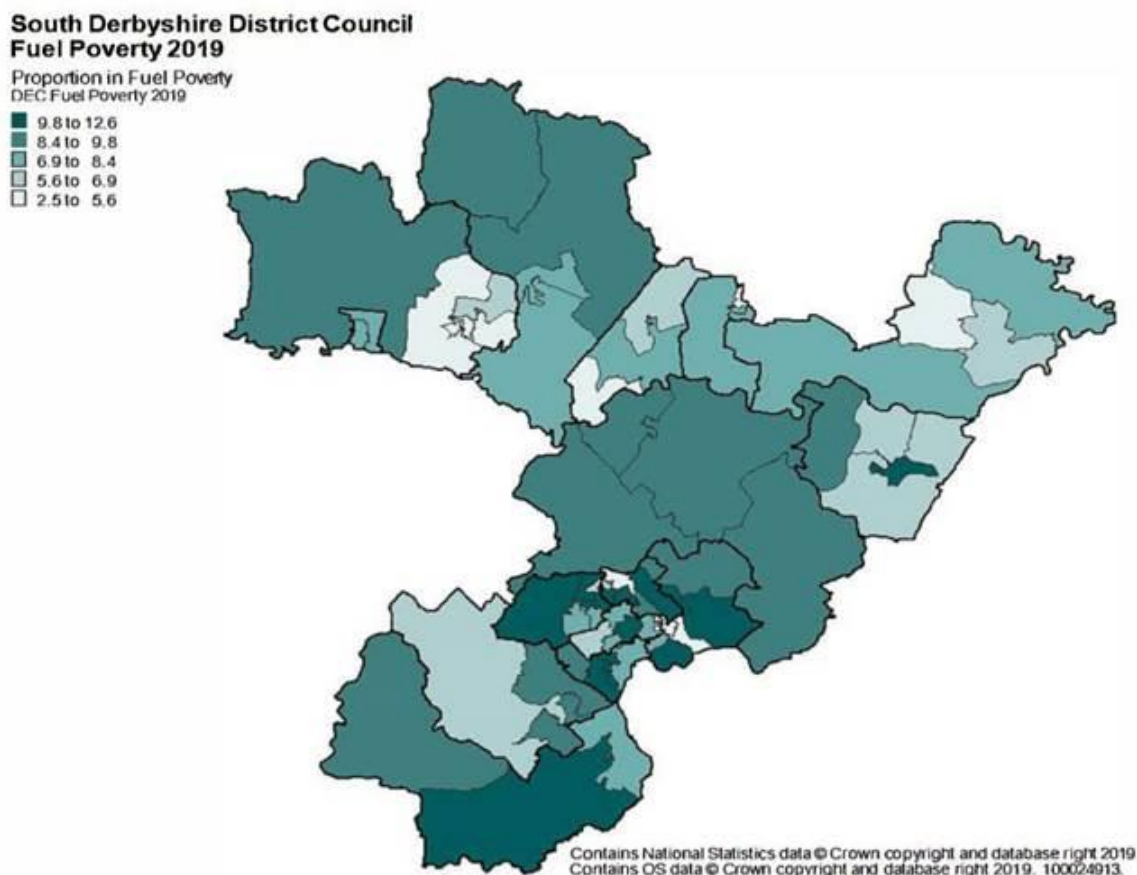 South Derbyshire District Council
Fuel Poverty 2019
Proportion in Fuel Poverty
DEC Fuel Poverty 2019
9.8 to 12.6
8.4 to 9.8
6.9 to 8.4
5.6 to 6.9
2.5 to 5.6
Contains National Statistics data © Crown copyright and database right 2019
Contains OS data © Crown copyright and database right 2019. 100024913.